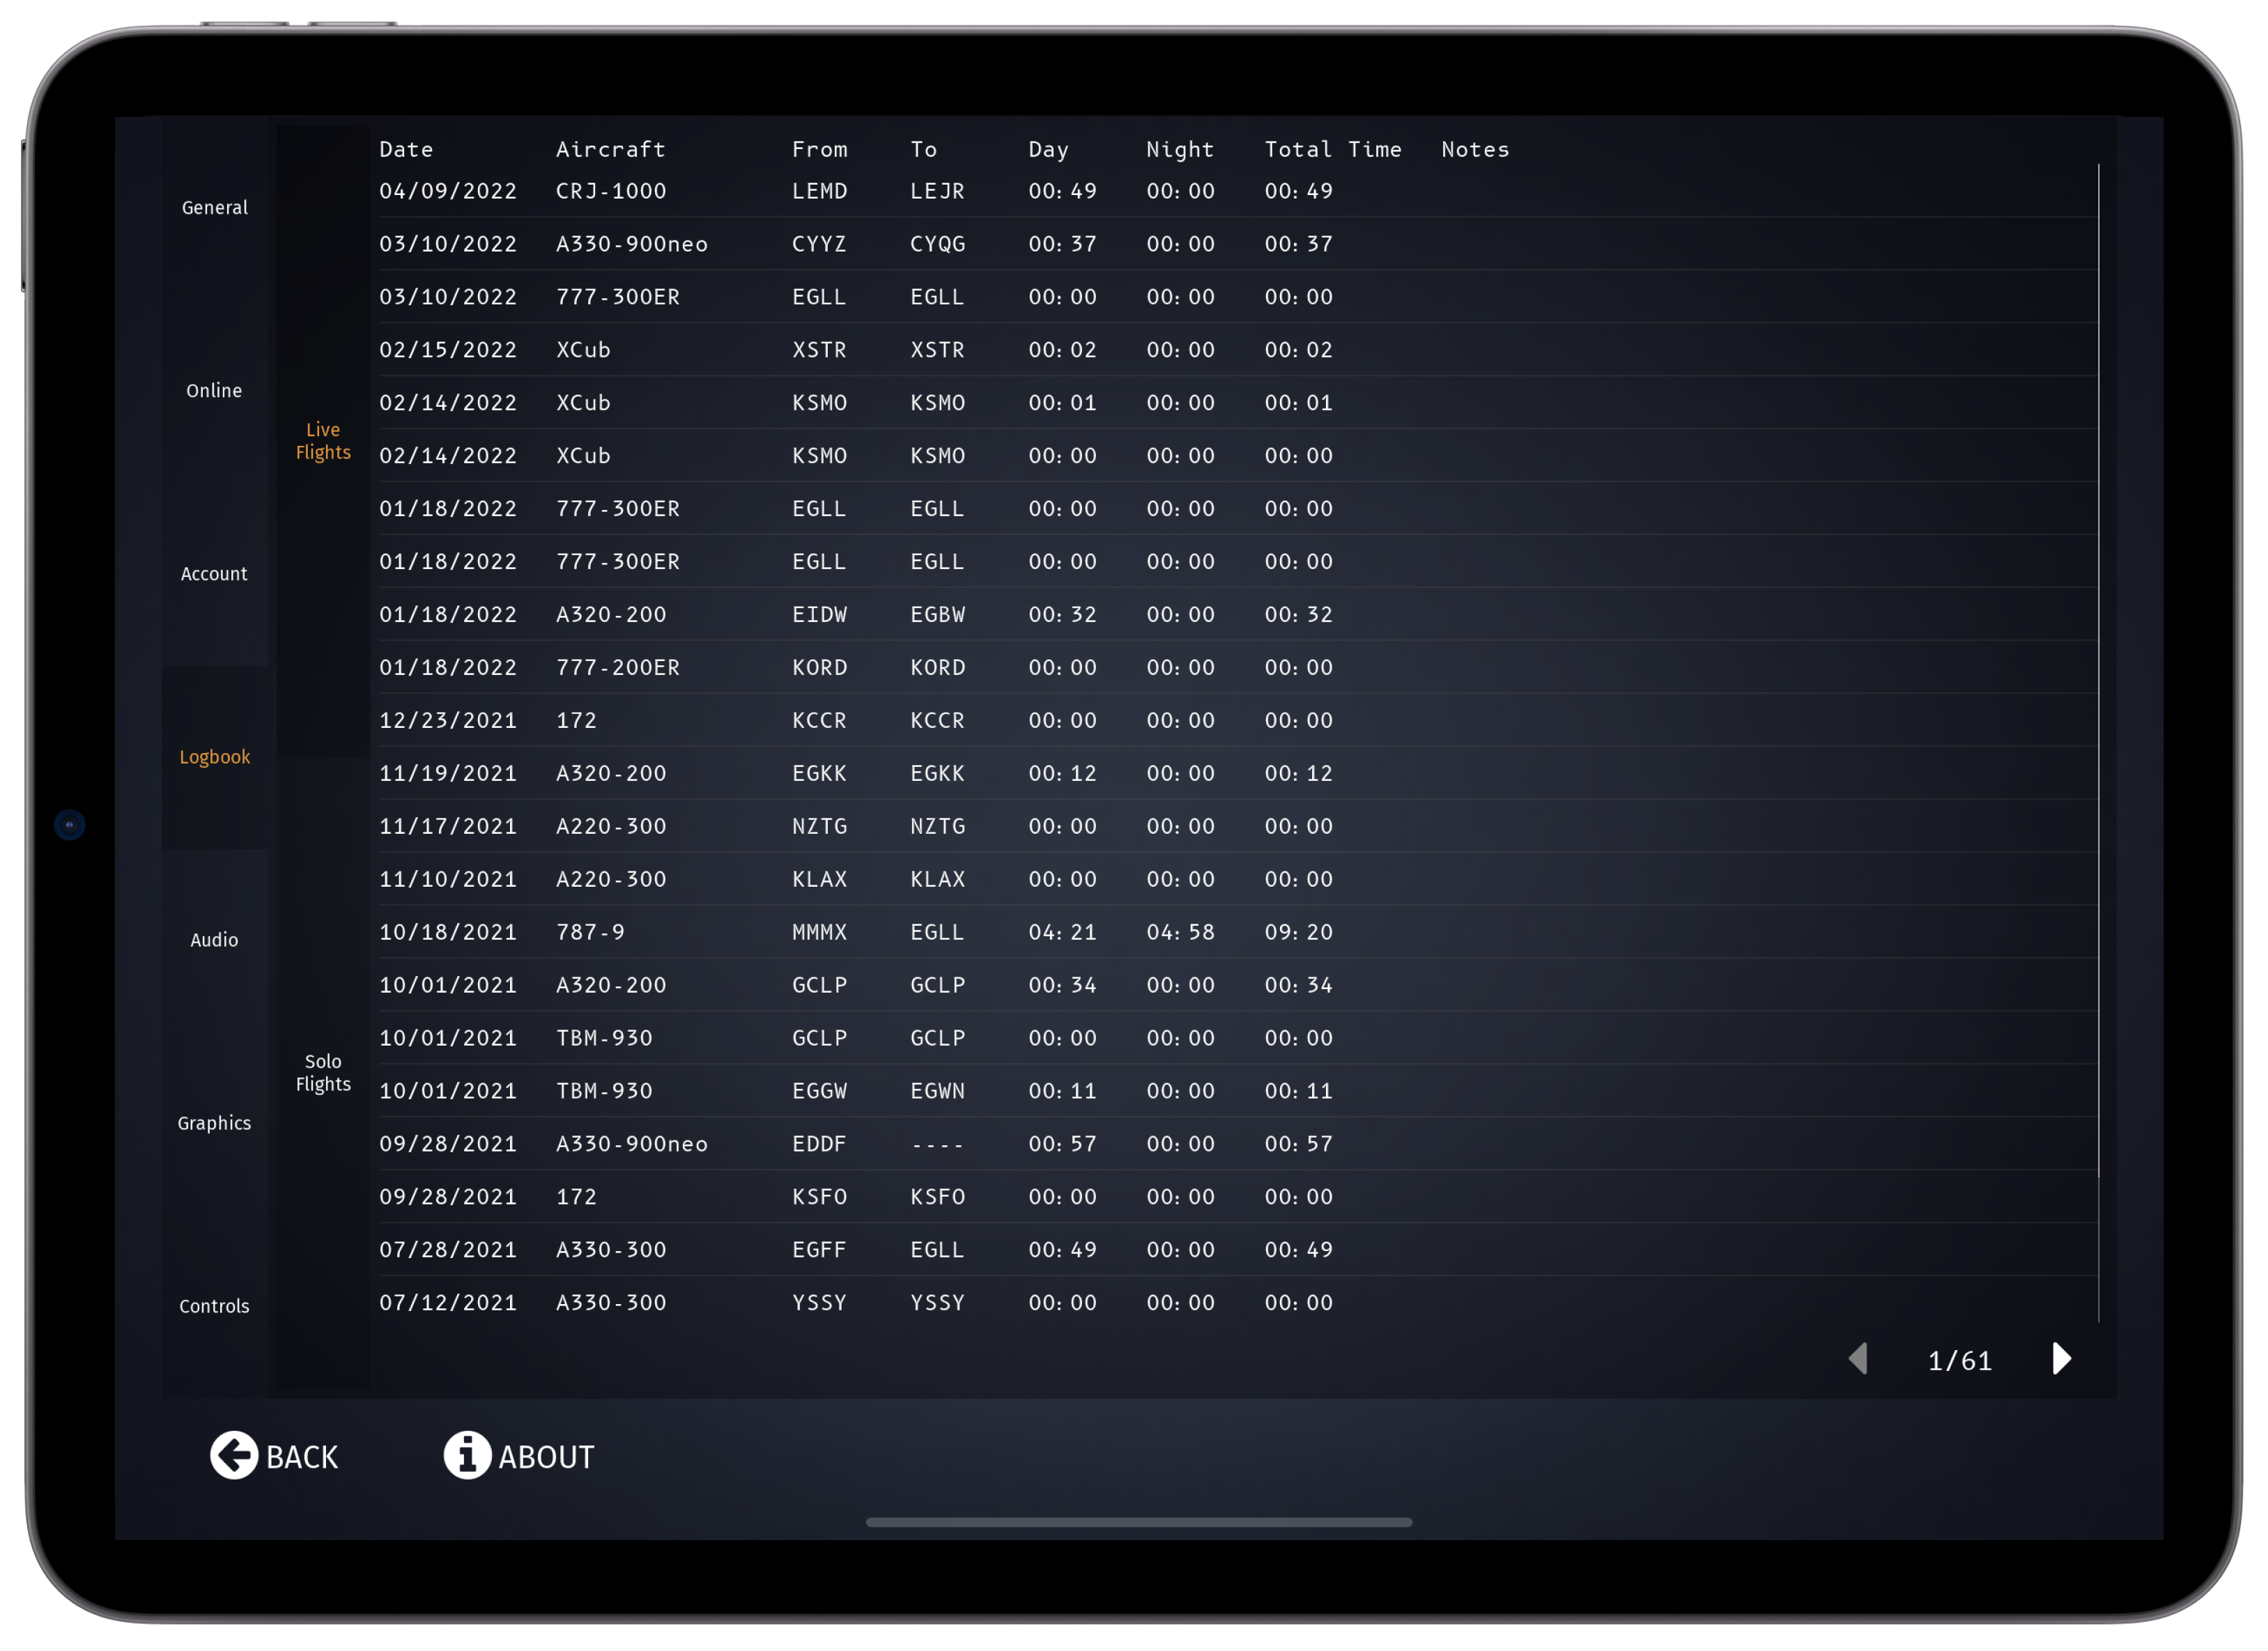 General
Online
Account
Logbook
Audio
Graphics
Controls
Live
Flights
Solo
Flights
Date Aircraft From To Day Night Total Time Notes
04/09/2022 CRJ-1000 LEMD LEJR 00:49 00:00 00:49
03/10/2022 A330-900neo CYYZ CYQG 00:37 00:00 00:37
03/10/2022 777-300ER EGLL EGLL 00:00 00:00 00:00
02/15/2022 XCub XSTR XSTR 00:02 00:00 00:02
02/14/2022 XCub KSMO KSMO 00:01 00:00 00:01
02/14/2022 XCub KSMO KSMO 00:00 00:00 00:00
01/18/2022 777-300ER EGLL EGLL 00:00 00:00 00:00
01/18/2022 777-300ER EGLL EGLL 00:00 00:00 00:00
01/18/2022 A320-200 EIDW EGBW 00:32 00:00 00:32
01/18/2022 777-200ER KORD KORD 00:00 00:00 00:00
12/23/2021 172 KCCR KCCR 00:00 00:00 00:00
11/19/2021 A320-200 EGKK EGKK 00:12 00:00 00:12
11/17/2021 A220-300 NZTG NZTG 00:00 00:00 00:00
11/10/2021 A220-300 KLAX KLAX 00:00 00:00 00:00
10/18/2021 787-9 MMMX EGLL 04:21 04:58 09:20
10/01/2021 A320-200 GCLP GCLP 00:34 00:00 00:34
10/01/2021 TBM-930 GCLP GCLP 00:00 00:00 00:00
10/01/2021 TBM-930 EGGW EGWN 00:11 00:00 00:11
09/28/2021 A330-900neo EDDF ---- 00:57 00:00 00:57
09/28/2021 172 KSFO KSFO 00:00 00:00 00:00
07/28/2021 A330-300 EGFF EGLL 00:49 00:00 00:49
07/12/2021 A330-300 YSSY YSSY 00:00 00:00 00:00
1/61
BACK ABOUT